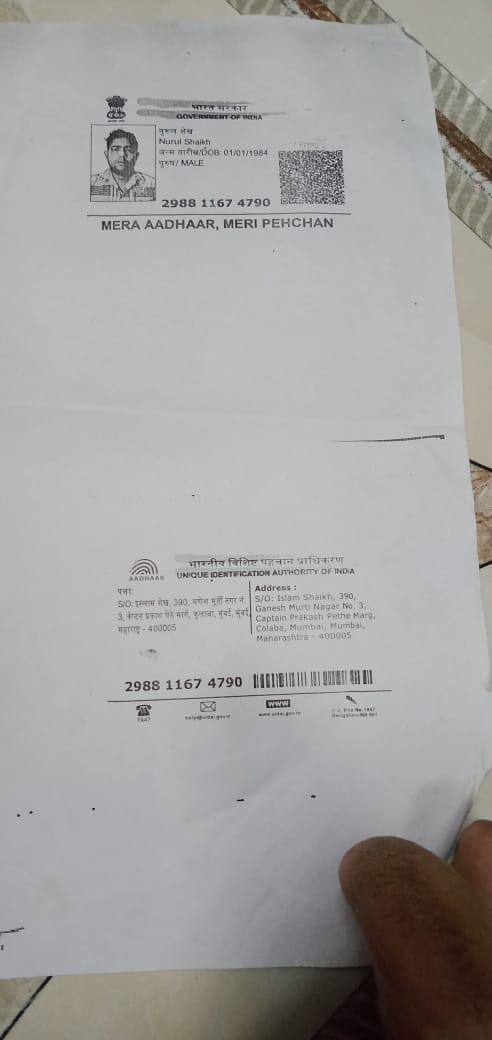 भारत सरकार
GOVERNMENT OF INDIA
नुरुल शेख
Nurul Shaikh
जन्म तारीख/DOB: 01/01/1984
पुरुष/ MALE
2988 1167 4790
MERA AADHAAR, MERI PEHCHAN
भारतीय विशिष्ट पहचान प्राधिकरण
UNIQUE IDENTIFICATION AUTHORITY OF INDIA
AADHAAR
पत्ता:
S/O: इस्लाम शेख, 390, गणेश मूर्ती नगर नं.
3, कॅप्टन प्रकाश पेठे मार्ग, कुलाबा, मुंबई, मुंबई,
महाराष्ट्र - 400005
Address :
S/O: Islam Shaikh, 390,
Ganesh Murti Nagar No. 3,
Captain Prakash Pethe Marg,
Colaba, Mumbai, Mumbai,
Maharashtra - 400005
2988 1167 4790
1947
help@uidai.gov.in
WWW
www.uidai.gov.in
P.O. Box No. 1947,